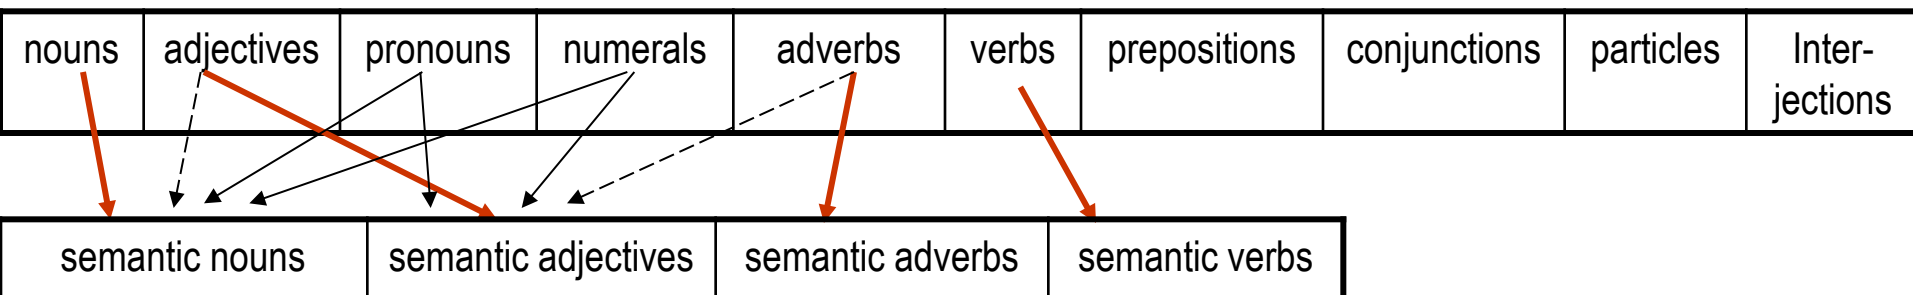 nouns adjectives pronouns numerals adverbs verbs prepositions conjunctions particles Inter-
jections
semantic nouns semantic adjectives semantic adverbs semantic verbs